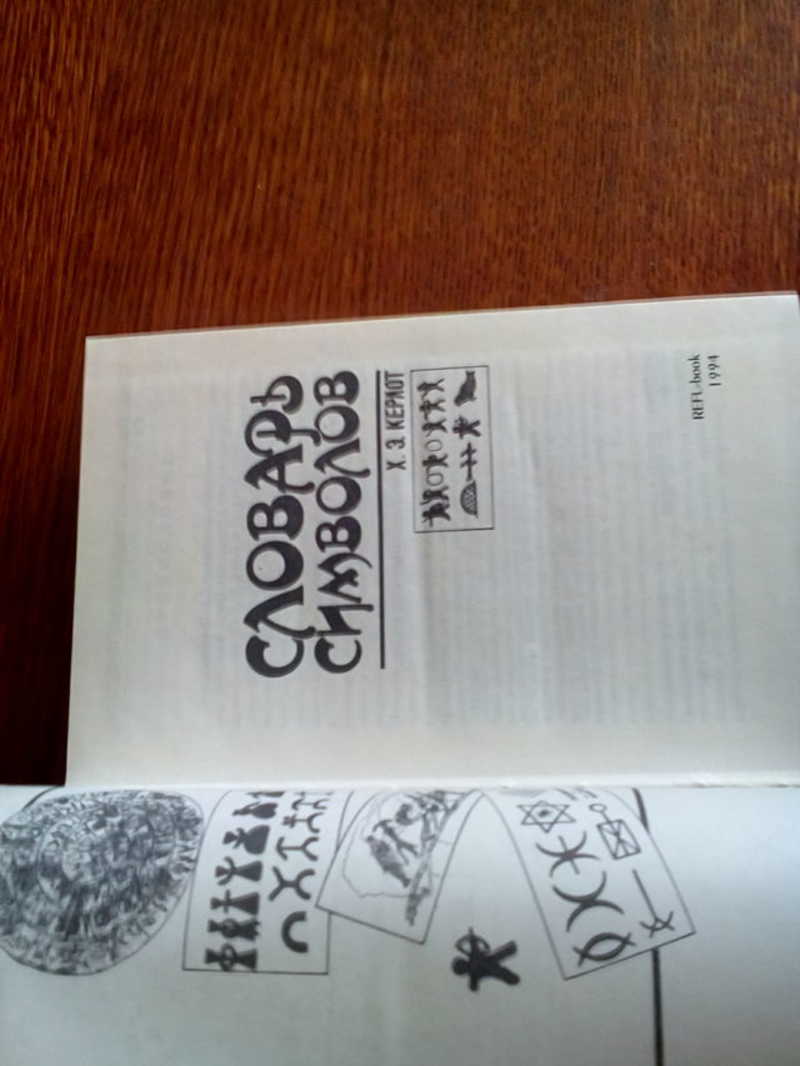 СЛОВАРЬ
СИМВОЛОВ
Х. Э. КЕРЛОТ
REFL-book
1994